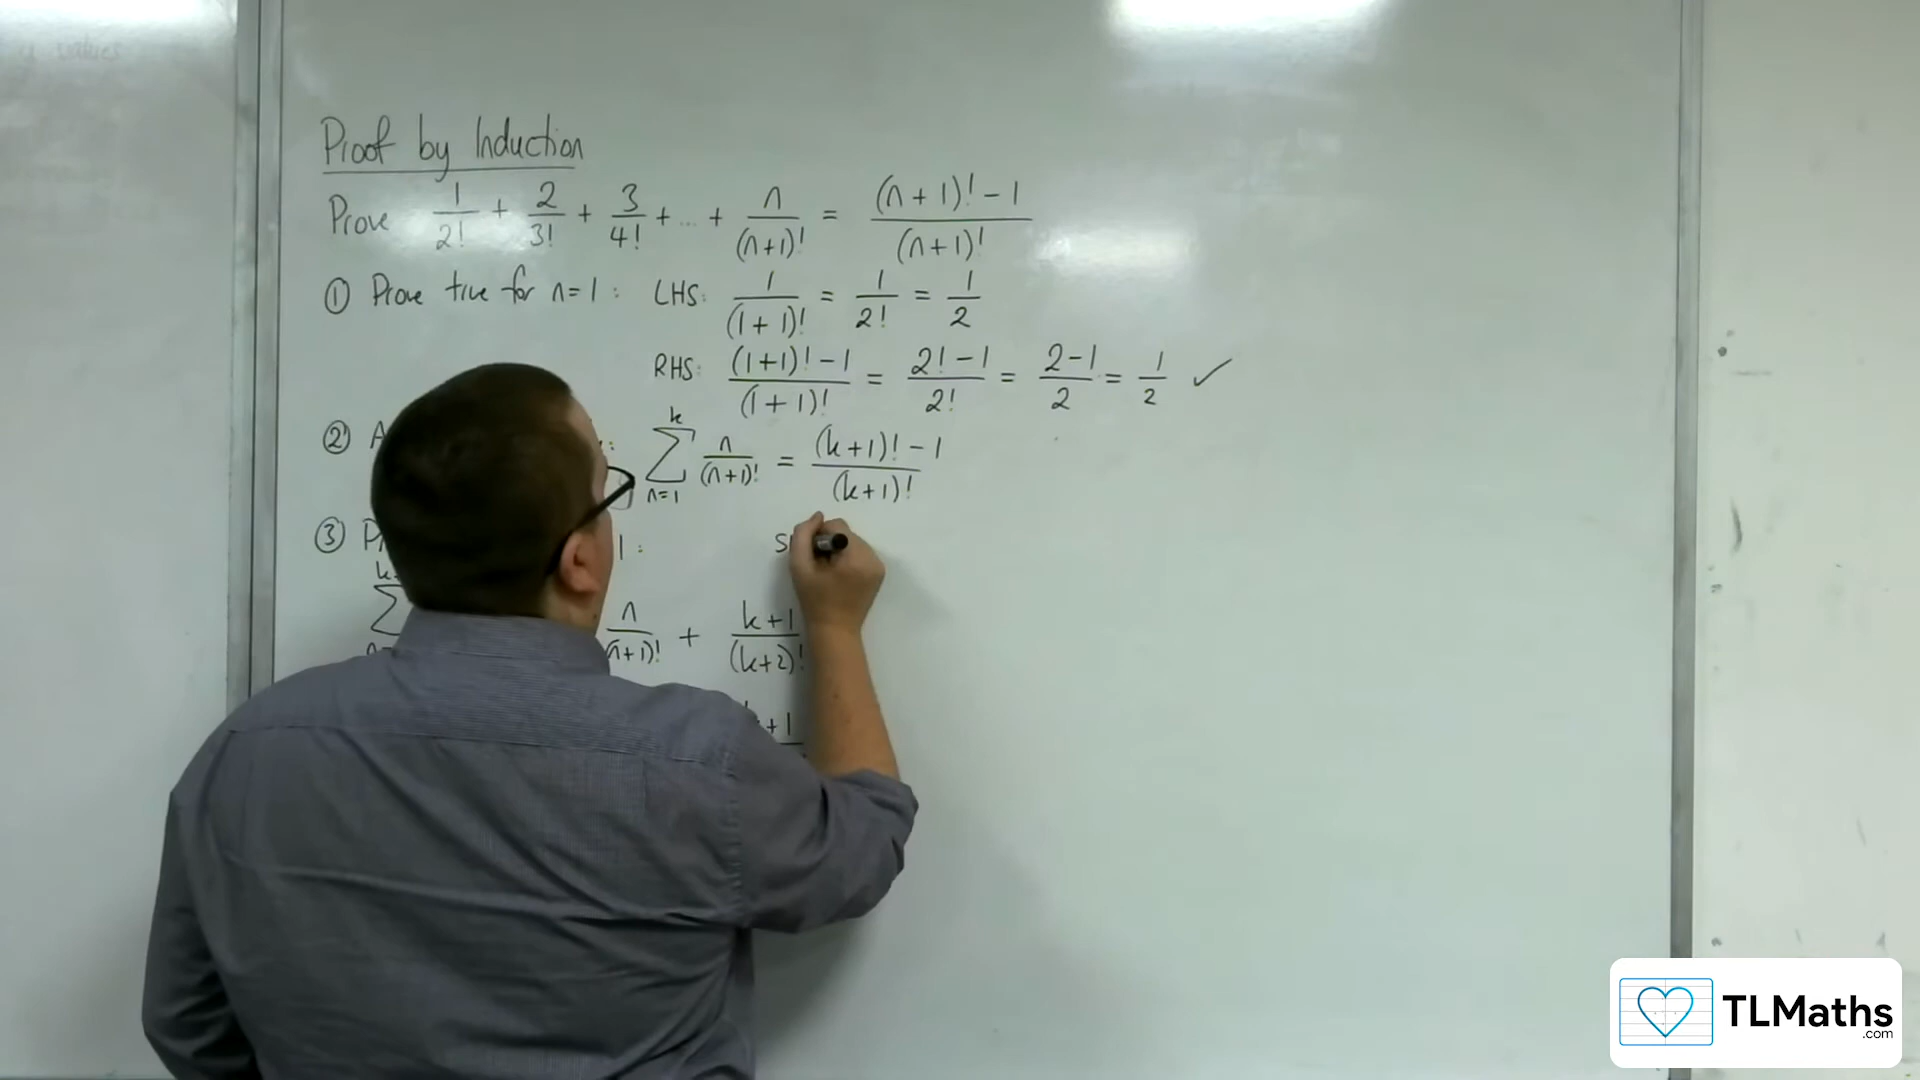 Proof by Induction
Prove 1/2! + 2/3! + 3/4! + ... + n/(n+1)! = ((n+1)! - 1)/(n+1)!
① Prove true for n=1 : LHS: 1/(1+1)! = 1/2! = 1/2
RHS: ((1+1)! - 1)/(1+1)! = (2! - 1)/2! = (2-1)/2 = 1/2 ✓
② ∑ k n=1 n/(n+1)! = ((k+1)! - 1)/(k+1)!
③ 1 :
∑ n/(n+1)! + (k+1)/(k+2)!
+1
TLMaths
.com